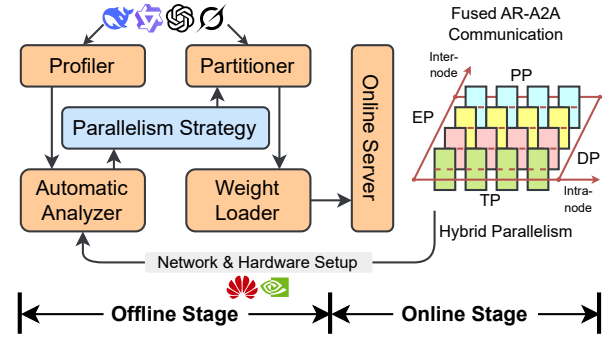 Fused AR-A2A
Communication
Profiler
Partitioner
Online Server
Inter-
node
PP
EP
DP
TP
Intra-
node
Parallelism Strategy
Automatic
Analyzer
Weight
Loader
Hybrid Parallelism
Network & Hardware Setup
Offline Stage
Online Stage